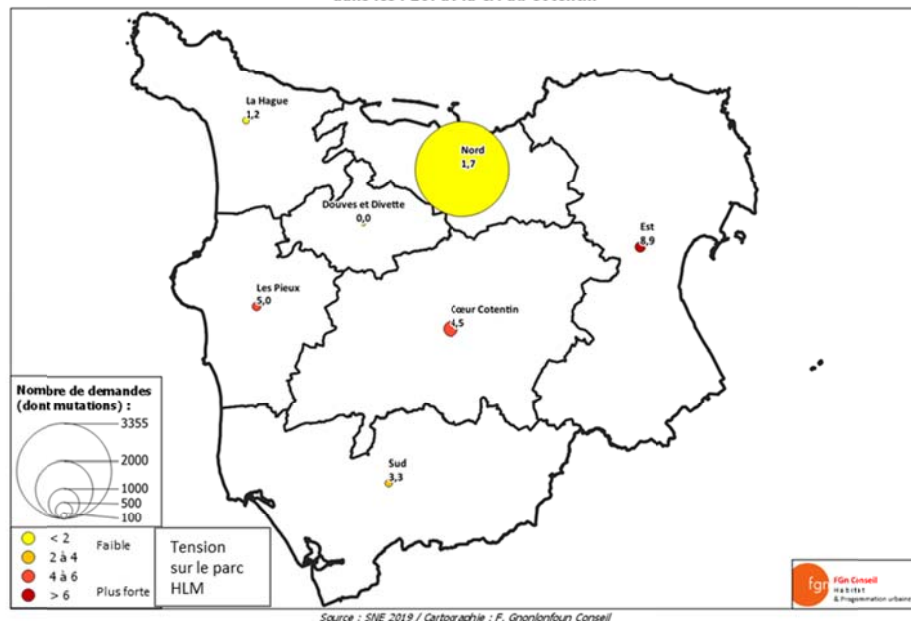 La Hague
1,2
Nord
1,7
Douves et Divette
0,0
Est
8,9
Les Pieux
5,0
Cœur Cotentin
4,5
Sud
3,3
Nombre de demandes
(dont mutations) :
3355
2000
1000
500
100
< 2 Faible
2 à 4
4 à 6
> 6 Plus forte
Tension
sur le parc
HLM
fgn
FGn Conseil
Habitat
& Programmation urbaine
Source : SNE 2019 / Cartographie : F. Gnonlonfoun Conseil